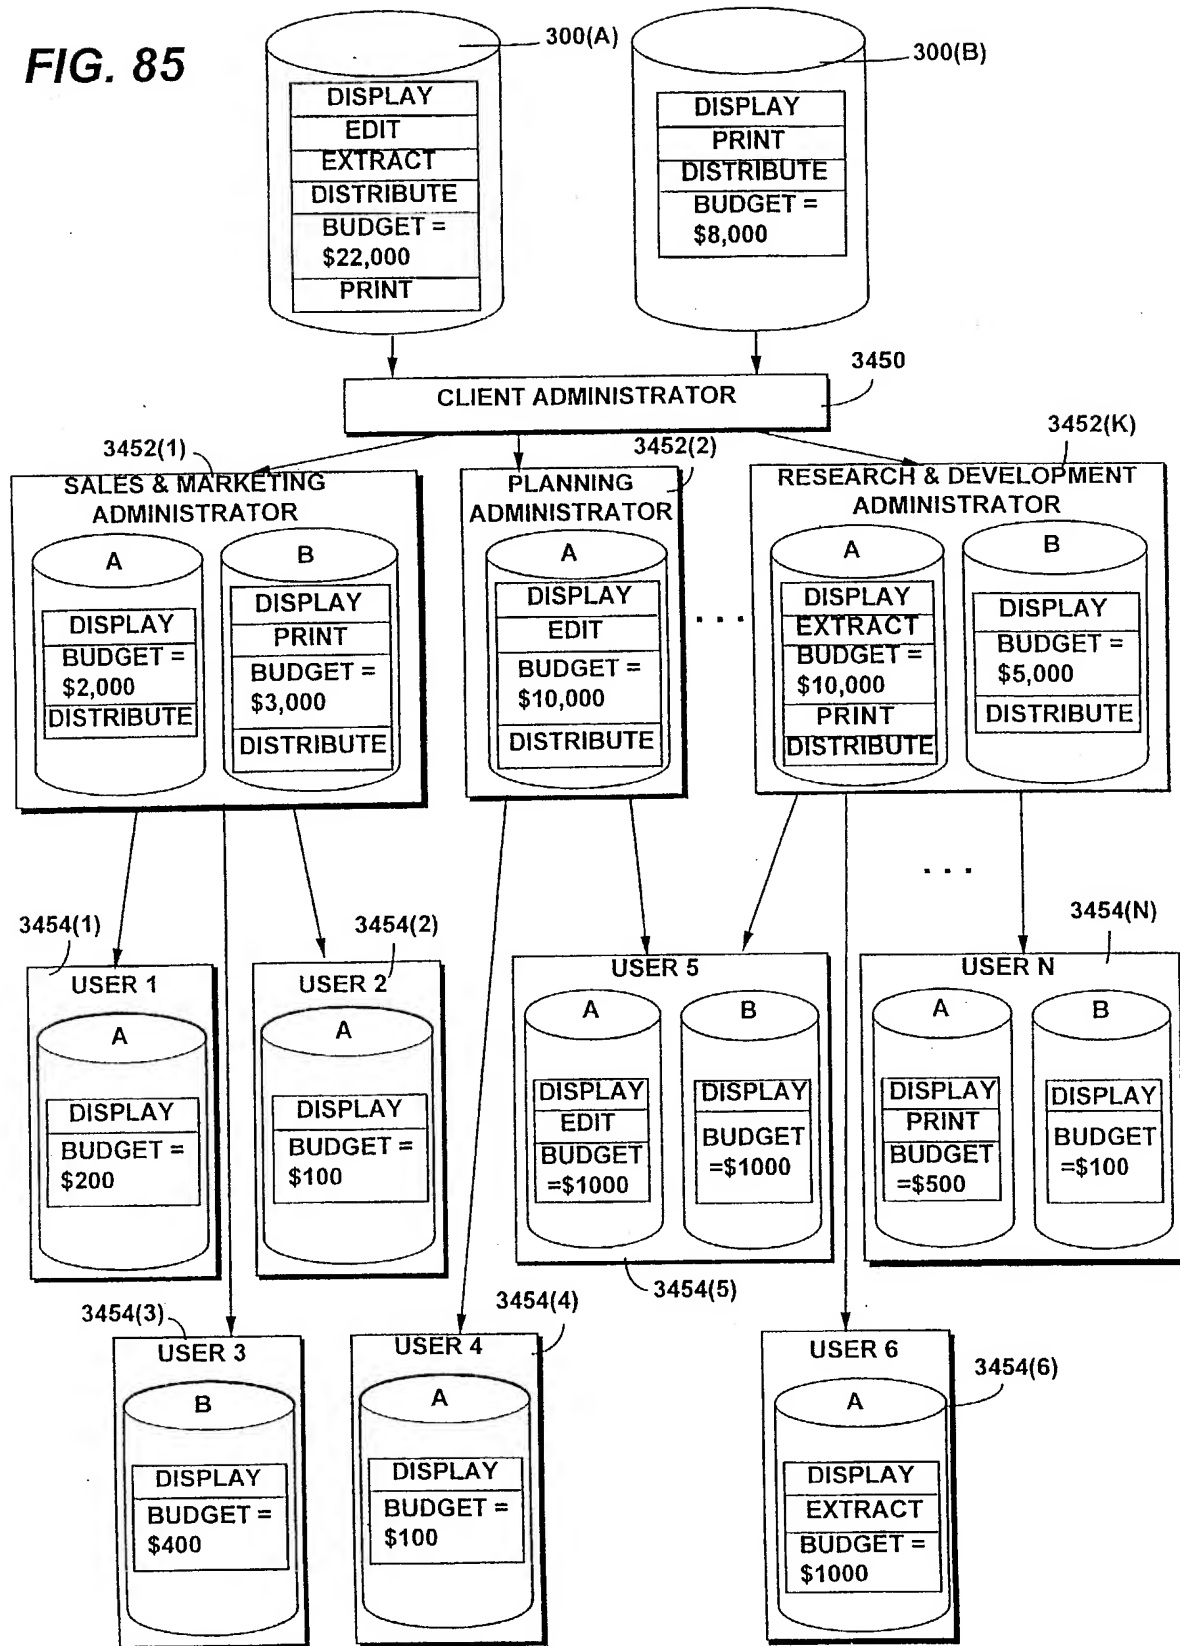 FIG. 85
300(A)
DISPLAY
EDIT
EXTRACT
DISTRIBUTE
BUDGET =
$22,000
PRINT
300(B)
DISPLAY
PRINT
DISTRIBUTE
BUDGET =
$8,000
3450
CLIENT ADMINISTRATOR
3452(1)
SALES & MARKETING
ADMINISTRATOR
A
DISPLAY
BUDGET =
$2,000
DISTRIBUTE
B
DISPLAY
PRINT
BUDGET =
$3,000
DISTRIBUTE
3452(2)
PLANNING
ADMINISTRATOR
A
DISPLAY
EDIT
BUDGET =
$10,000
DISTRIBUTE
. . .
3452(K)
RESEARCH & DEVELOPMENT
ADMINISTRATOR
A
DISPLAY
EXTRACT
BUDGET =
$10,000
PRINT
DISTRIBUTE
B
DISPLAY
BUDGET =
$5,000
DISTRIBUTE
. . .
3454(1)
USER 1
A
DISPLAY
BUDGET =
$200
3454(2)
USER 2
A
DISPLAY
BUDGET =
$100
USER 5
A
DISPLAY
EDIT
BUDGET
=$1000
B
DISPLAY
BUDGET
=$1000
3454(5)
3454(N)
USER N
A
DISPLAY
PRINT
BUDGET
=$500
B
DISPLAY
BUDGET
=$100
3454(3)
USER 3
B
DISPLAY
BUDGET =
$400
3454(4)
USER 4
A
DISPLAY
BUDGET =
$100
USER 6
3454(6)
A
DISPLAY
EXTRACT
BUDGET =
$1000